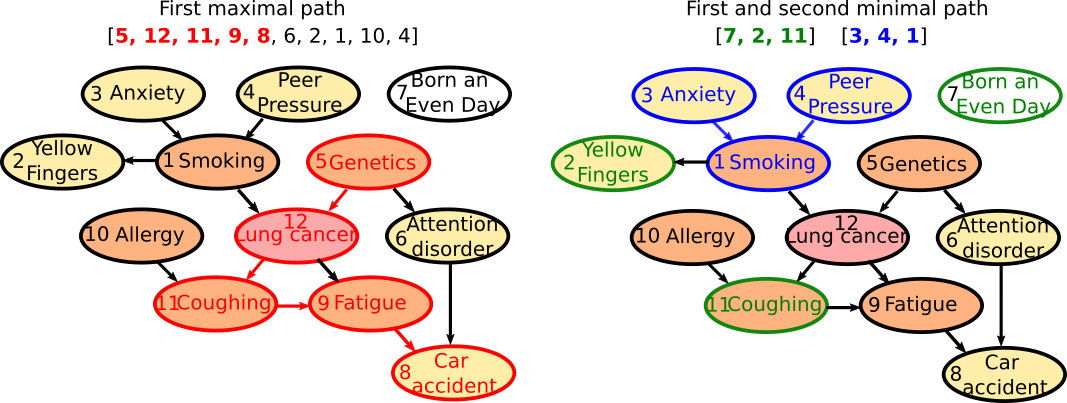 First maximal path
[5, 12, 11, 9, 8, 6, 2, 1, 10, 4]
3 Anxiety
4 Peer
Pressure
7 Born an
Even Day
2 Yellow
Fingers
1 Smoking
5 Genetics
10 Allergy
12
Lung cancer
6 Attention
disorder
11 Coughing
9 Fatigue
8 Car
accident
First and second minimal path
[7, 2, 11] [3, 4, 1]
3 Anxiety
4 Peer
Pressure
7 Born an
Even Day
2 Yellow
Fingers
1 Smoking
5 Genetics
10 Allergy
12
Lung cancer
6 Attention
disorder
11 Coughing
9 Fatigue
8 Car
accident